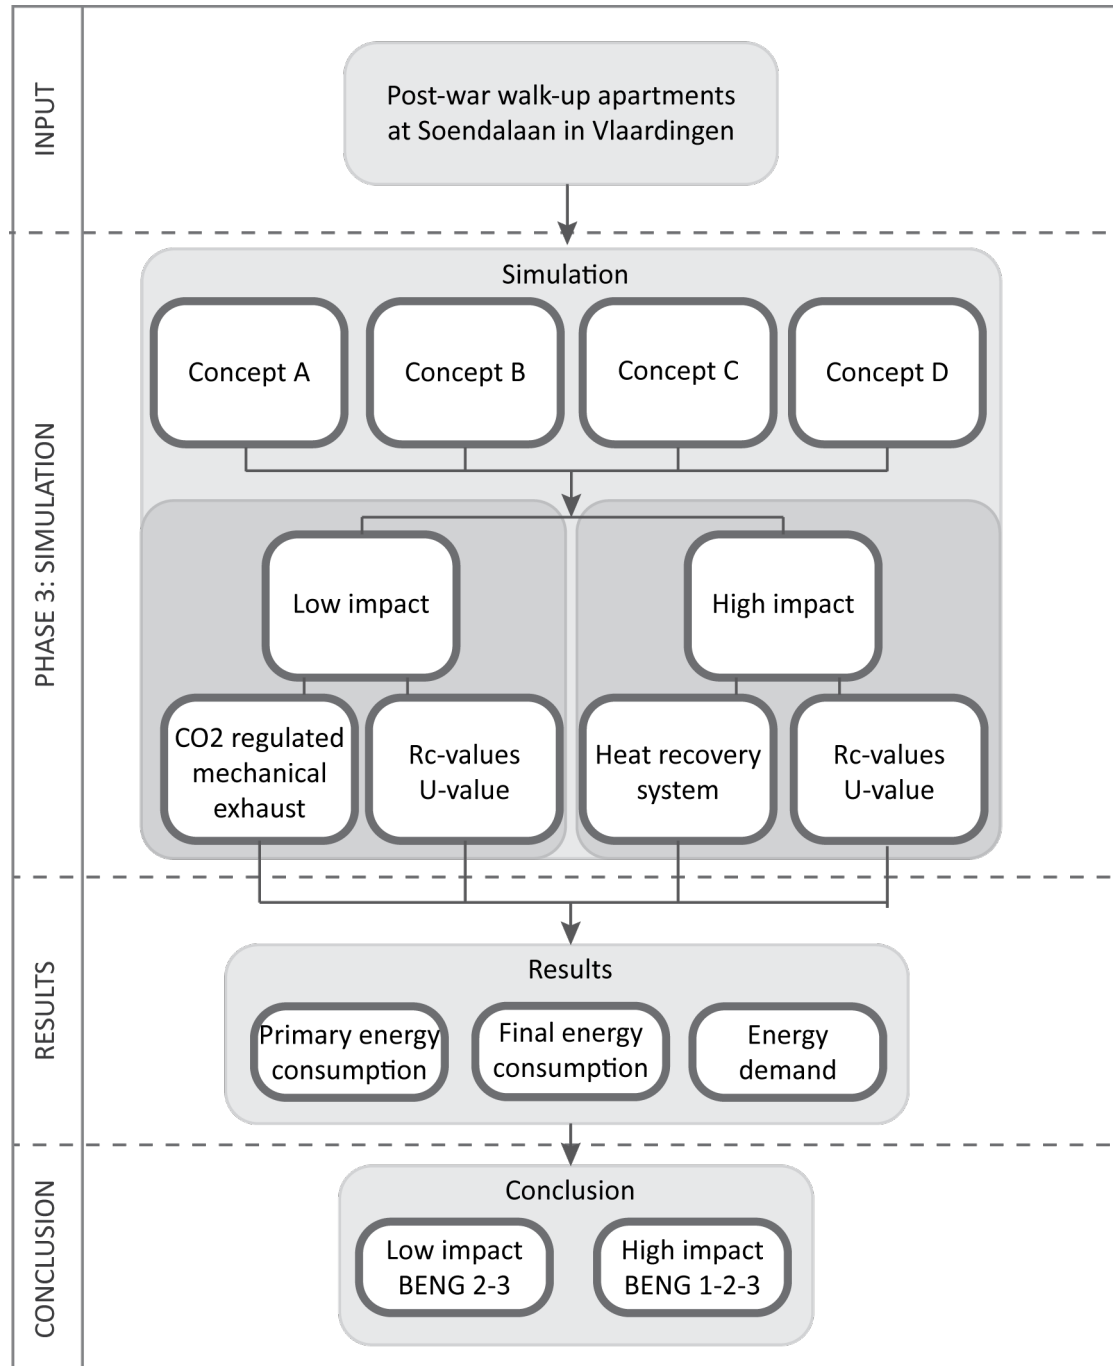 INPUT
Post-war walk-up apartments
at Soendalaan in Vlaardingen
PHASE 3: SIMULATION
Simulation
Concept A
Concept B
Concept C
Concept D
Low impact
High impact
CO2 regulated
mechanical
exhaust
Rc-values
U-value
Heat recovery
system
Rc-values
U-value
RESULTS
Results
Primary energy
consumption
Final energy
consumption
Energy
demand
CONCLUSION
Conclusion
Low impact
BENG 2-3
High impact
BENG 1-2-3